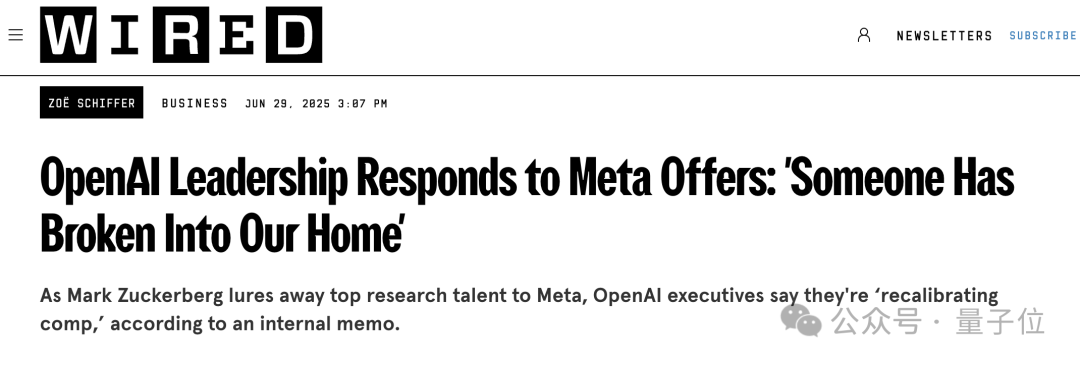 WIRED
NEWSLETTERS SUBSCRIBE
ZOË SCHIFFER BUSINESS JUN 29, 2025 3:07 PM
OpenAI Leadership Responds to Meta Offers: ‘Someone Has
Broken Into Our Home’
As Mark Zuckerberg lures away top research talent to Meta, OpenAI executives say they're ‘recalibrating
comp,’ according to an internal memo.
公众号 · 量子位